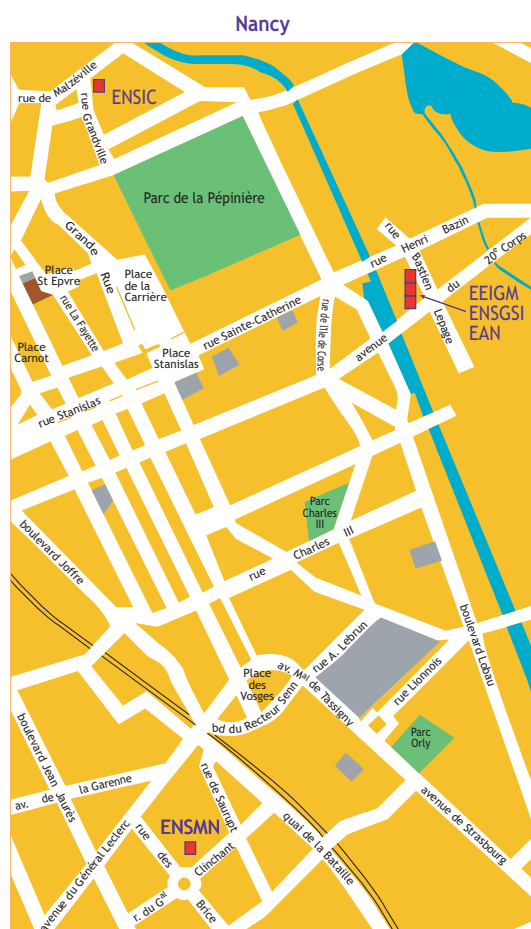 Nancy
rue de Malzéville
ENSIC
rue Grandville
Parc de la Pépinière
Grande
Rue
rue
Bastien
Lepage
rue Henri Bazin
avenue du 20e Corps
Place
St Epvre
Place
de la
Carrière
EEIGM
ENSGSI
EAN
rue La Fayette
rue Sainte-Catherine
rue de l'Ile de Corse
Place
Carnot
Place
Stanislas
rue Stanislas
Parc
Charles
III
boulevard Joffre
rue Charles III
boulevard Lobau
rue A. Lebrun
Place
des
Vosges
av. Mal de Tassigny
rue Lionnois
bd du Recteur Senn
Parc
Orly
boulevard Jean Jaurès
av. de la Garenne
rue de Saurupt
avenue de Strasbourg
ENSMN
quai de la Bataille
avenue du Général Leclerc
rue des Brice
r. du Gal Clinchant